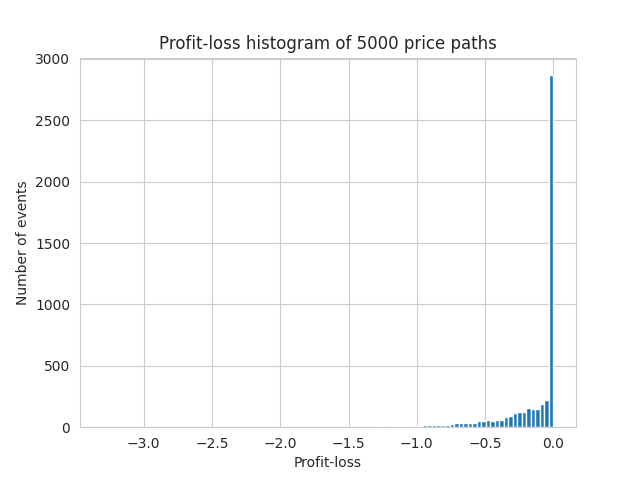 Profit-loss histogram of 5000 price paths
3000
2500
2000
1500
1000
500
0
Number of events
−3.0 −2.5 −2.0 −1.5 −1.0 −0.5 0.0
Profit-loss